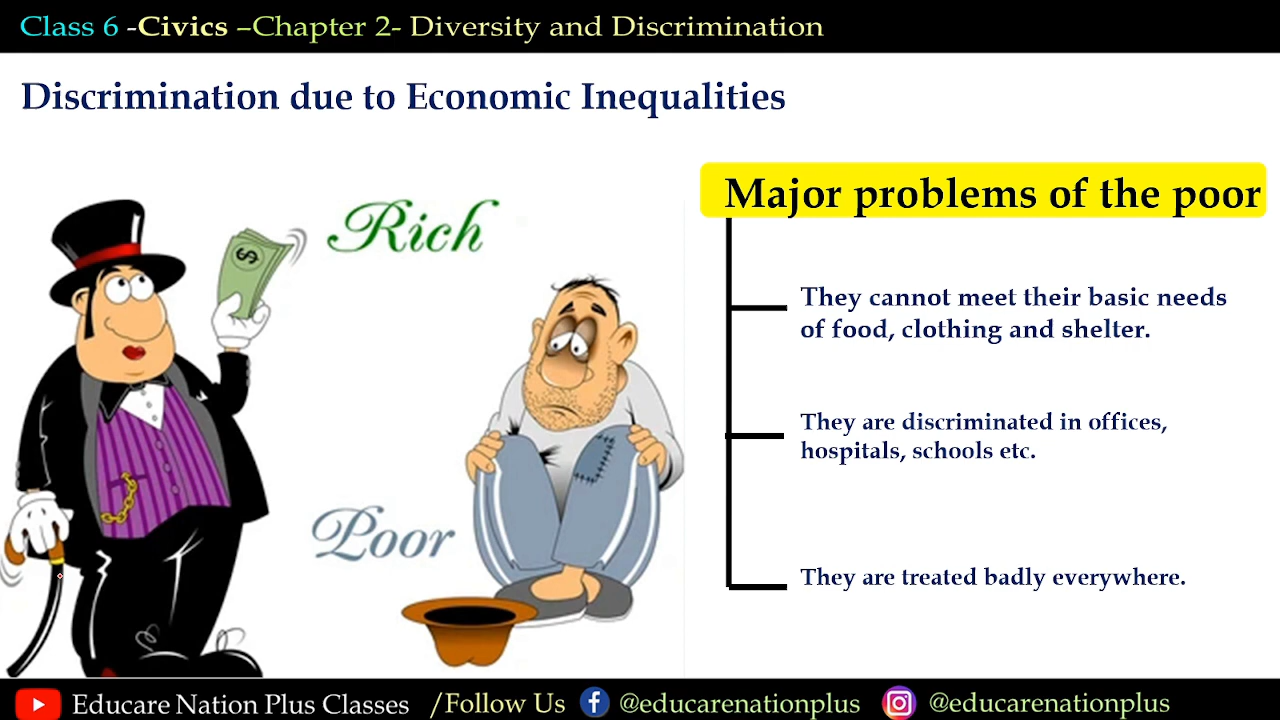 Class 6 -Civics –Chapter 2- Diversity and Discrimination
Discrimination due to Economic Inequalities
Rich
$
Poor
Major problems of the poor
They cannot meet their basic needs
of food, clothing and shelter.
They are discriminated in offices,
hospitals, schools etc.
They are treated badly everywhere.
Educare Nation Plus Classes /Follow Us @educarenationplus @educarenationplus